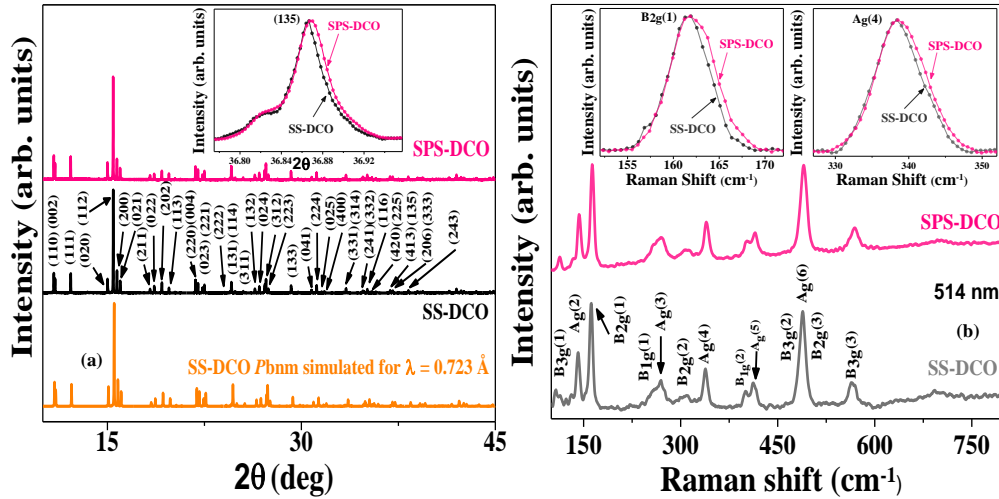 Intensity (arb. units)
(135)
SPS-DCO
SS-DCO
Intensity (arb. units)
36.80 36.84 36.88 36.92
2θ
SPS-DCO
(110) (002)
(111)
(020)
(112)
(200)
(021)
(211)
(022)
(202)
(113)
(220)(004)
(023) (221)
(222)
(131) (114)
(311)
(132)
(024)
(312)
(223)
(133)
(041)
(224)
(025)
(400)
(331) (314)
(241) (332)
(116)
(420) (225)
(413) (135)
(206) (333)
(243)
SS-DCO
(a)
SS-DCO Pbnm simulated for λ = 0.723 Å
15 30 45
2θ (deg)
Intensity (arb. units)
Intensity (arb. units)
B2g(1)
SPS-DCO
SS-DCO
155 160 165 170
Raman Shift (cm-1)
Intensity (arb. units)
Ag(4)
SPS-DCO
SS-DCO
330 340 350
Raman Shift (cm-1)
SPS-DCO
514 nm
B3g(1)
Ag(2)
B2g(1)
B1g(1)
Ag(3)
B2g(2)
Ag(4)
B1g(2)
Ag(5)
B3g(2)
Ag(6)
B2g(3)
B3g(3)
(b)
SS-DCO
150 300 450 600 750
Raman shift (cm-1)